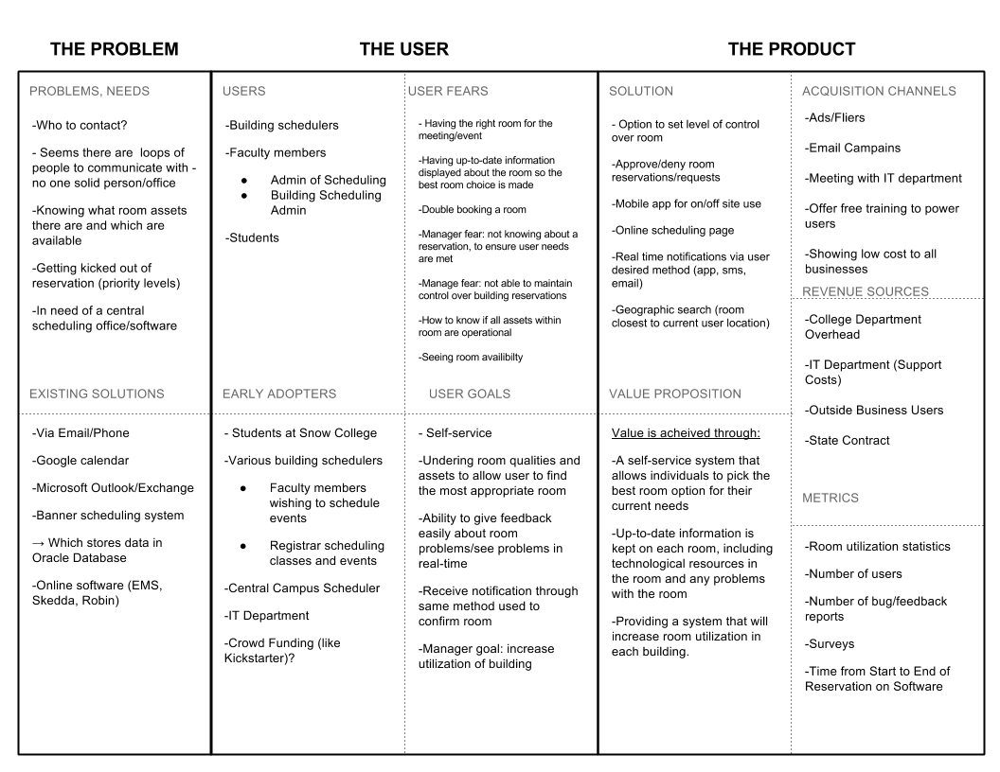 THE PROBLEM
THE USER
THE PRODUCT
PROBLEMS, NEEDS
-Who to contact?
- Seems there are loops of
people to communicate with -
no one solid person/office
-Knowing what room assets
there are and which are
available
-Getting kicked out of
reservation (priority levels)
-In need of a central
scheduling office/software
EXISTING SOLUTIONS
-Via Email/Phone
-Google calendar
-Microsoft Outlook/Exchange
-Banner scheduling system
→ Which stores data in
Oracle Database
-Online software (EMS,
Skedda, Robin)
USERS
-Building schedulers
-Faculty members
● Admin of Scheduling
● Building Scheduling
Admin
-Students
EARLY ADOPTERS
- Students at Snow College
-Various building schedulers
● Faculty members
wishing to schedule
events
● Registrar scheduling
classes and events
-Central Campus Scheduler
-IT Department
-Crowd Funding (like
Kickstarter)?
USER FEARS
- Having the right room for the
meeting/event
-Having up-to-date information
displayed about the room so the
best room choice is made
-Double booking a room
-Manager fear: not knowing about a
reservation, to ensure user needs
are met
-Manage fear: not able to maintain
control over building reservations
-How to know if all assets within
room are operational
-Seeing room availibilty
USER GOALS
- Self-service
-Undering room qualities and
assets to allow user to find
the most appropriate room
-Ability to give feedback
easily about room
problems/see problems in
real-time
-Receive notification through
same method used to
confirm room
-Manager goal: increase
utilization of building
SOLUTION
- Option to set level of control
over room
-Approve/deny room
reservations/requests
-Mobile app for on/off site use
-Online scheduling page
-Real time notifications via user
desired method (app, sms,
email)
-Geographic search (room
closest to current user location)
VALUE PROPOSITION
Value is acheived through:
-A self-service system that
allows individuals to pick the
best room option for their
current needs
-Up-to-date information is
kept on each room, including
technological resources in
the room and any problems
with the room
-Providing a system that will
increase room utilization in
each building.
ACQUISITION CHANNELS
-Ads/Fliers
-Email Campains
-Meeting with IT department
-Offer free training to power
users
-Showing low cost to all
businesses
REVENUE SOURCES
-College Department
Overhead
-IT Department (Support
Costs)
-Outside Business Users
-State Contract
METRICS
-Room utilization statistics
-Number of users
-Number of bug/feedback
reports
-Surveys
-Time from Start to End of
Reservation on Software